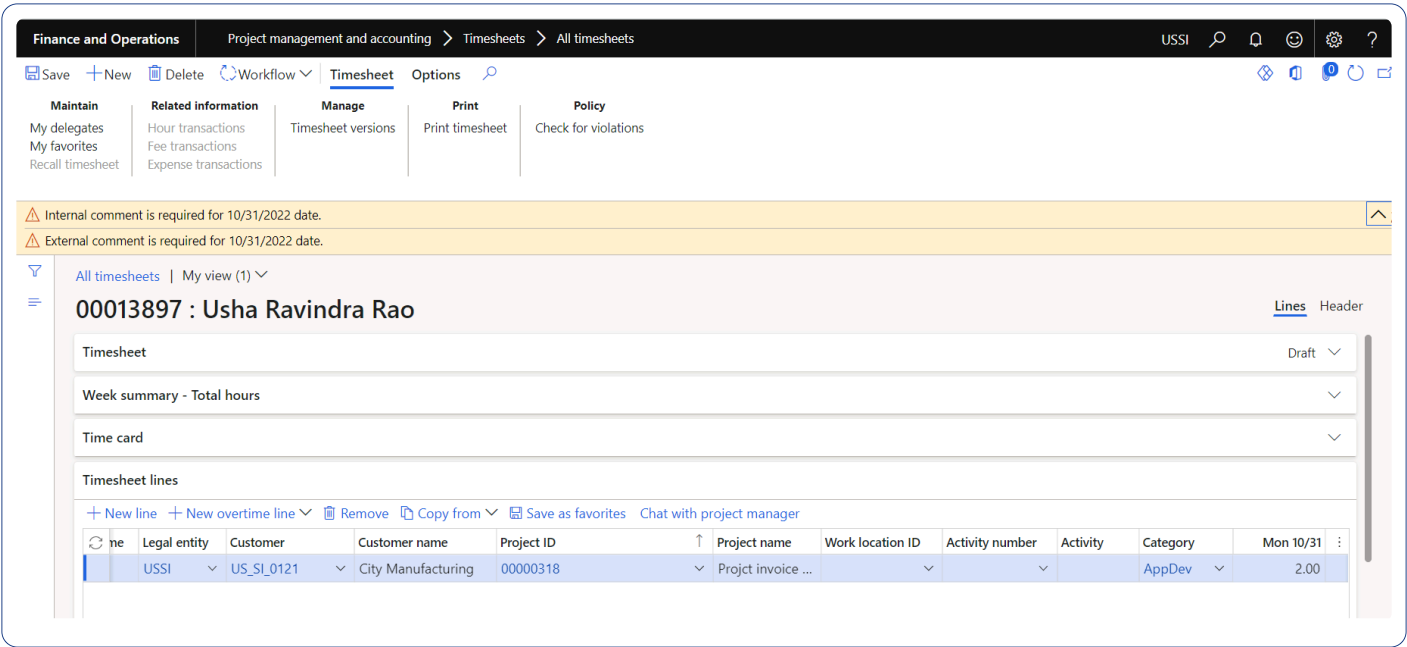 Finance and Operations Project management and accounting Timesheets All timesheets USSI ?
Save New Delete Workflow Timesheet Options 0
Maintain Related information Manage Print Policy
My delegates Hour transactions Timesheet versions Print timesheet Check for violations
My favorites Fee transactions
Recall timesheet Expense transactions
Internal comment is required for 10/31/2022 date.
External comment is required for 10/31/2022 date.
All timesheets | My view (1)
00013897 : Usha Ravindra Rao Lines Header
Timesheet Draft
Week summary - Total hours
Time card
Timesheet lines
New line New overtime line Remove Copy from Save as favorites Chat with project manager
me Legal entity Customer Customer name Project ID Project name Work location ID Activity number Activity Category Mon 10/31
USSI US_SI_0121 City Manufacturing 00000318 Projct invoice ... AppDev 2.00